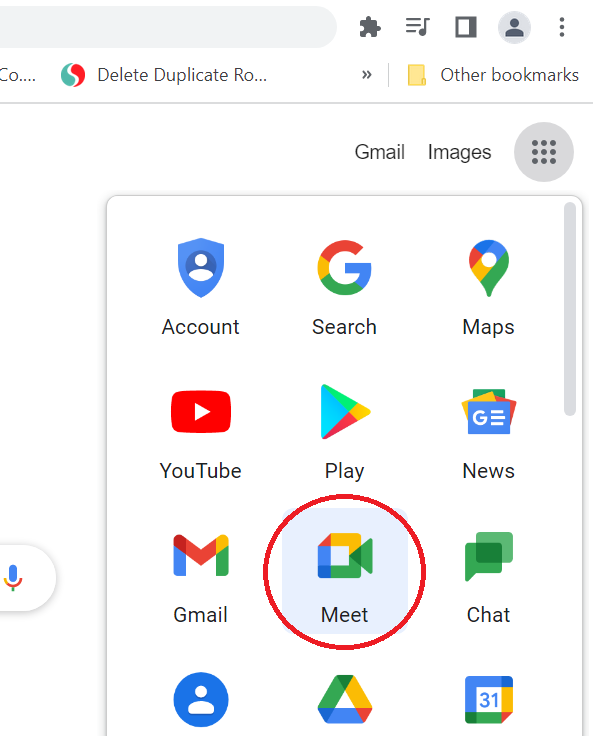 Co.... Delete Duplicate Ro... » Other bookmarks
Gmail Images
Account Search Maps
G
YouTube Play News
Gmail Meet Chat
31